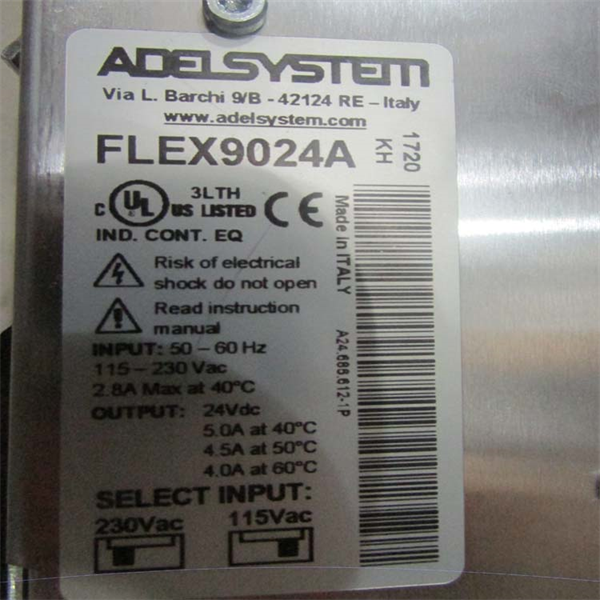 ADELSYSTEM
Via L. Barchi 9/B - 42124 RE – Italy
www.adelsystem.com
FLEX9024A
1720
KH
C UL US LISTED
3LTH
CE
IND. CONT. EQ
Made in ITALY
A24.686.612-1P
Risk of electrical
shock do not open
Read instruction
manual
INPUT: 50 – 60 Hz
115 – 230 Vac
2.8A Max at 40°C
OUTPUT: 24Vdc
5.0A at 40°C
4.5A at 50°C
4.0A at 60°C
SELECT INPUT:
230Vac 115Vac